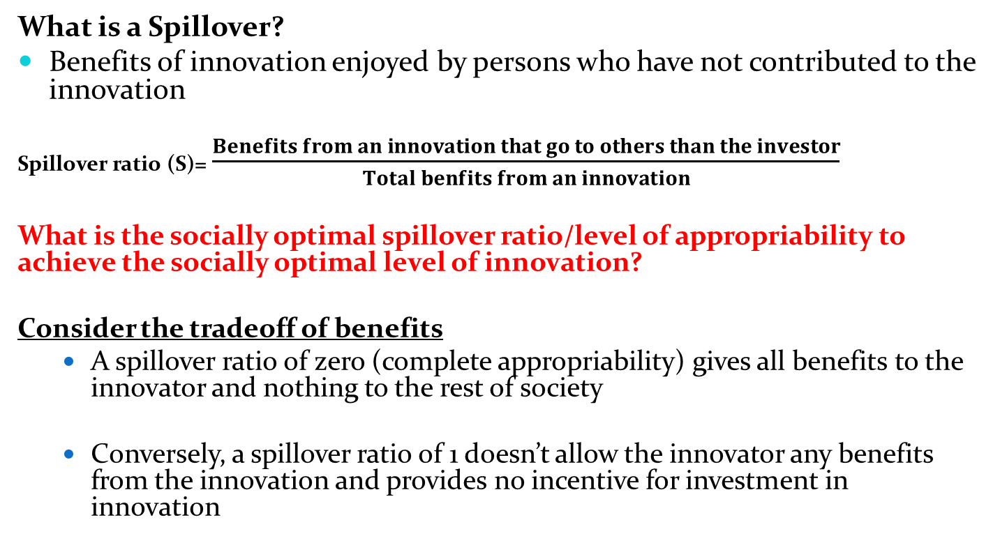 What is a Spillover?
• Benefits of innovation enjoyed by persons who have not contributed to the
innovation
Spillover ratio (S)= Benefits from an innovation that go to others than the investor
Total benfits from an innovation
What is the socially optimal spillover ratio/level of appropriability to
achieve the socially optimal level of innovation?
Consider the tradeoff of benefits
• A spillover ratio of zero (complete appropriability) gives all benefits to the
innovator and nothing to the rest of society
• Conversely, a spillover ratio of 1 doesn’t allow the innovator any benefits
from the innovation and provides no incentive for investment in
innovation